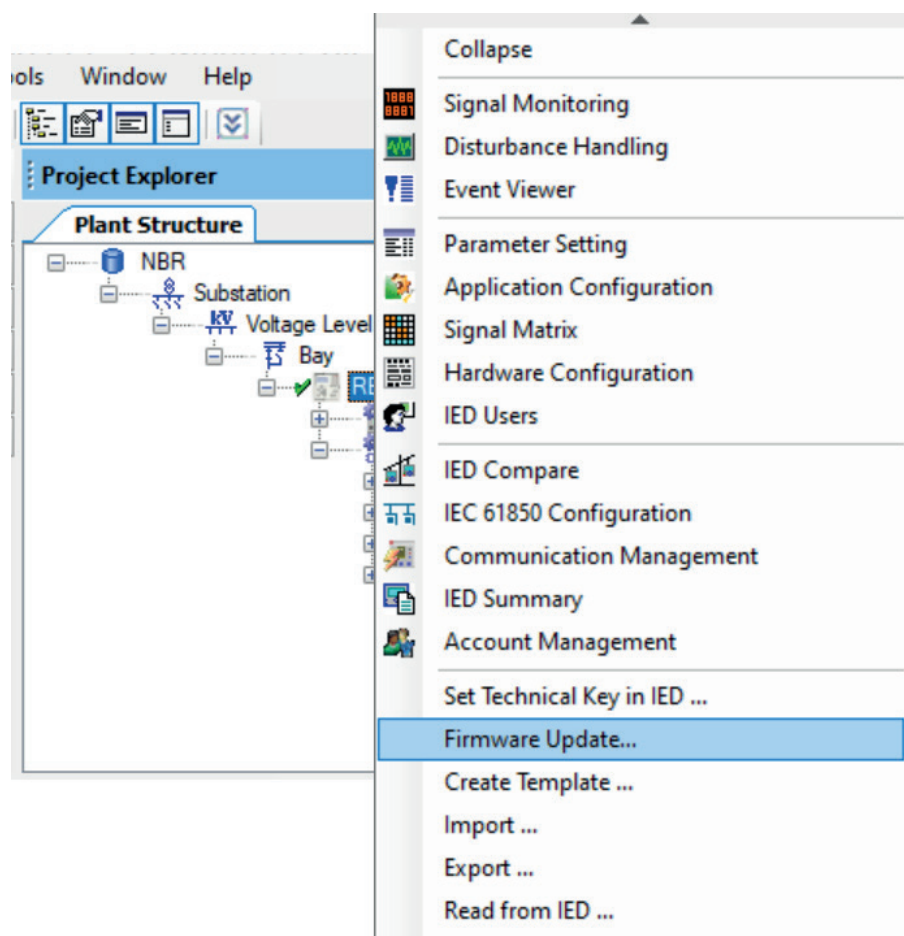 Window Help
Project Explorer
Plant Structure
NBR
Substation
Voltage Level
Bay
Collapse
Signal Monitoring
Disturbance Handling
Event Viewer
Parameter Setting
Application Configuration
Signal Matrix
Hardware Configuration
IED Users
IED Compare
IEC 61850 Configuration
Communication Management
IED Summary
Account Management
Set Technical Key in IED ...
Firmware Update...
Create Template ...
Import ...
Export ...
Read from IED ...